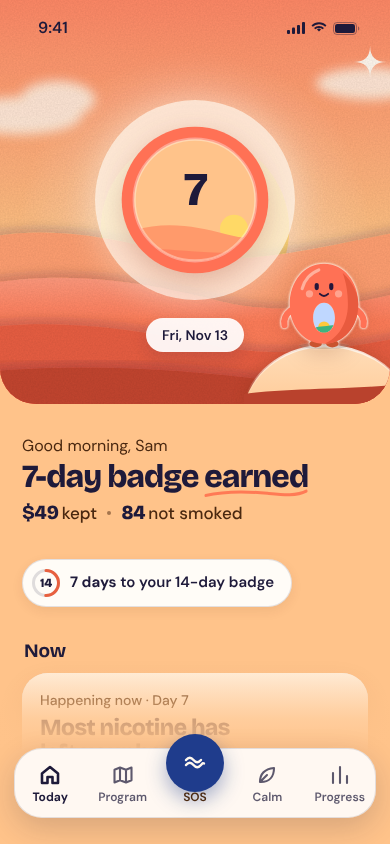 9:41
7
Fri, Nov 13
Good morning, Sam
7-day badge earned
$49 kept • 84 not smoked
14 7 days to your 14-day badge
Now
Happening now · Day 7
Most nicotine has
Today Program SOS Calm Progress